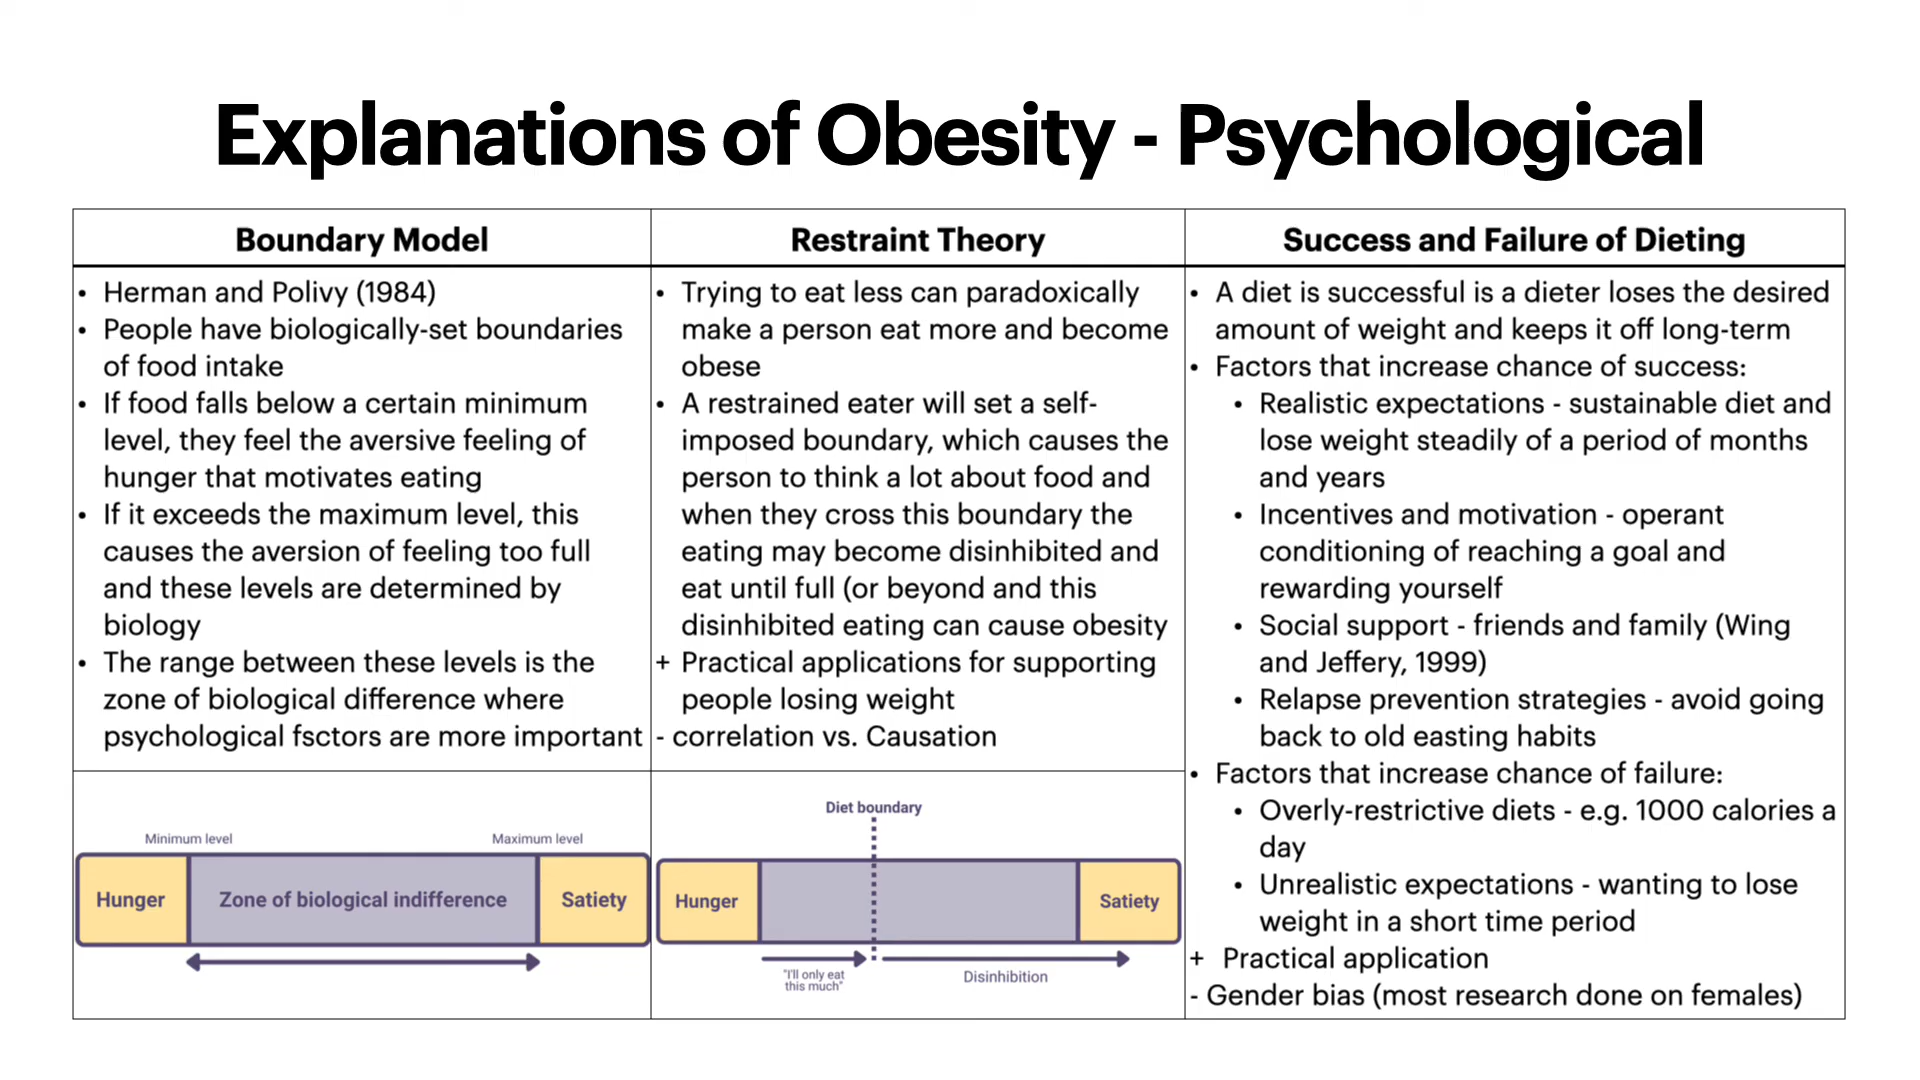 Explanations of Obesity - Psychological
Boundary Model
• Herman and Polivy (1984)
• People have biologically-set boundaries
of food intake
• If food falls below a certain minimum
level, they feel the aversive feeling of
hunger that motivates eating
• If it exceeds the maximum level, this
causes the aversion of feeling too full
and these levels are determined by
biology
• The range between these levels is the
zone of biological difference where
psychological fsctors are more important
Minimum level
Maximum level
Hunger
Zone of biological indifference
Satiety
Restraint Theory
• Trying to eat less can paradoxically
make a person eat more and become
obese
• A restrained eater will set a self-
imposed boundary, which causes the
person to think a lot about food and
when they cross this boundary the
eating may become disinhibited and
eat until full (or beyond and this
disinhibited eating can cause obesity
+ Practical applications for supporting
people losing weight
- correlation vs. Causation
Diet boundary
Hunger
Satiety
"I'll only eat
this much"
Disinhibition
Success and Failure of Dieting
• A diet is successful is a dieter loses the desired
amount of weight and keeps it off long-term
• Factors that increase chance of success:
• Realistic expectations - sustainable diet and
lose weight steadily of a period of months
and years
• Incentives and motivation - operant
conditioning of reaching a goal and
rewarding yourself
• Social support - friends and family (Wing
and Jeffery, 1999)
• Relapse prevention strategies - avoid going
back to old easting habits
• Factors that increase chance of failure:
• Overly-restrictive diets - e.g. 1000 calories a
day
• Unrealistic expectations - wanting to lose
weight in a short time period
+ Practical application
- Gender bias (most research done on females)